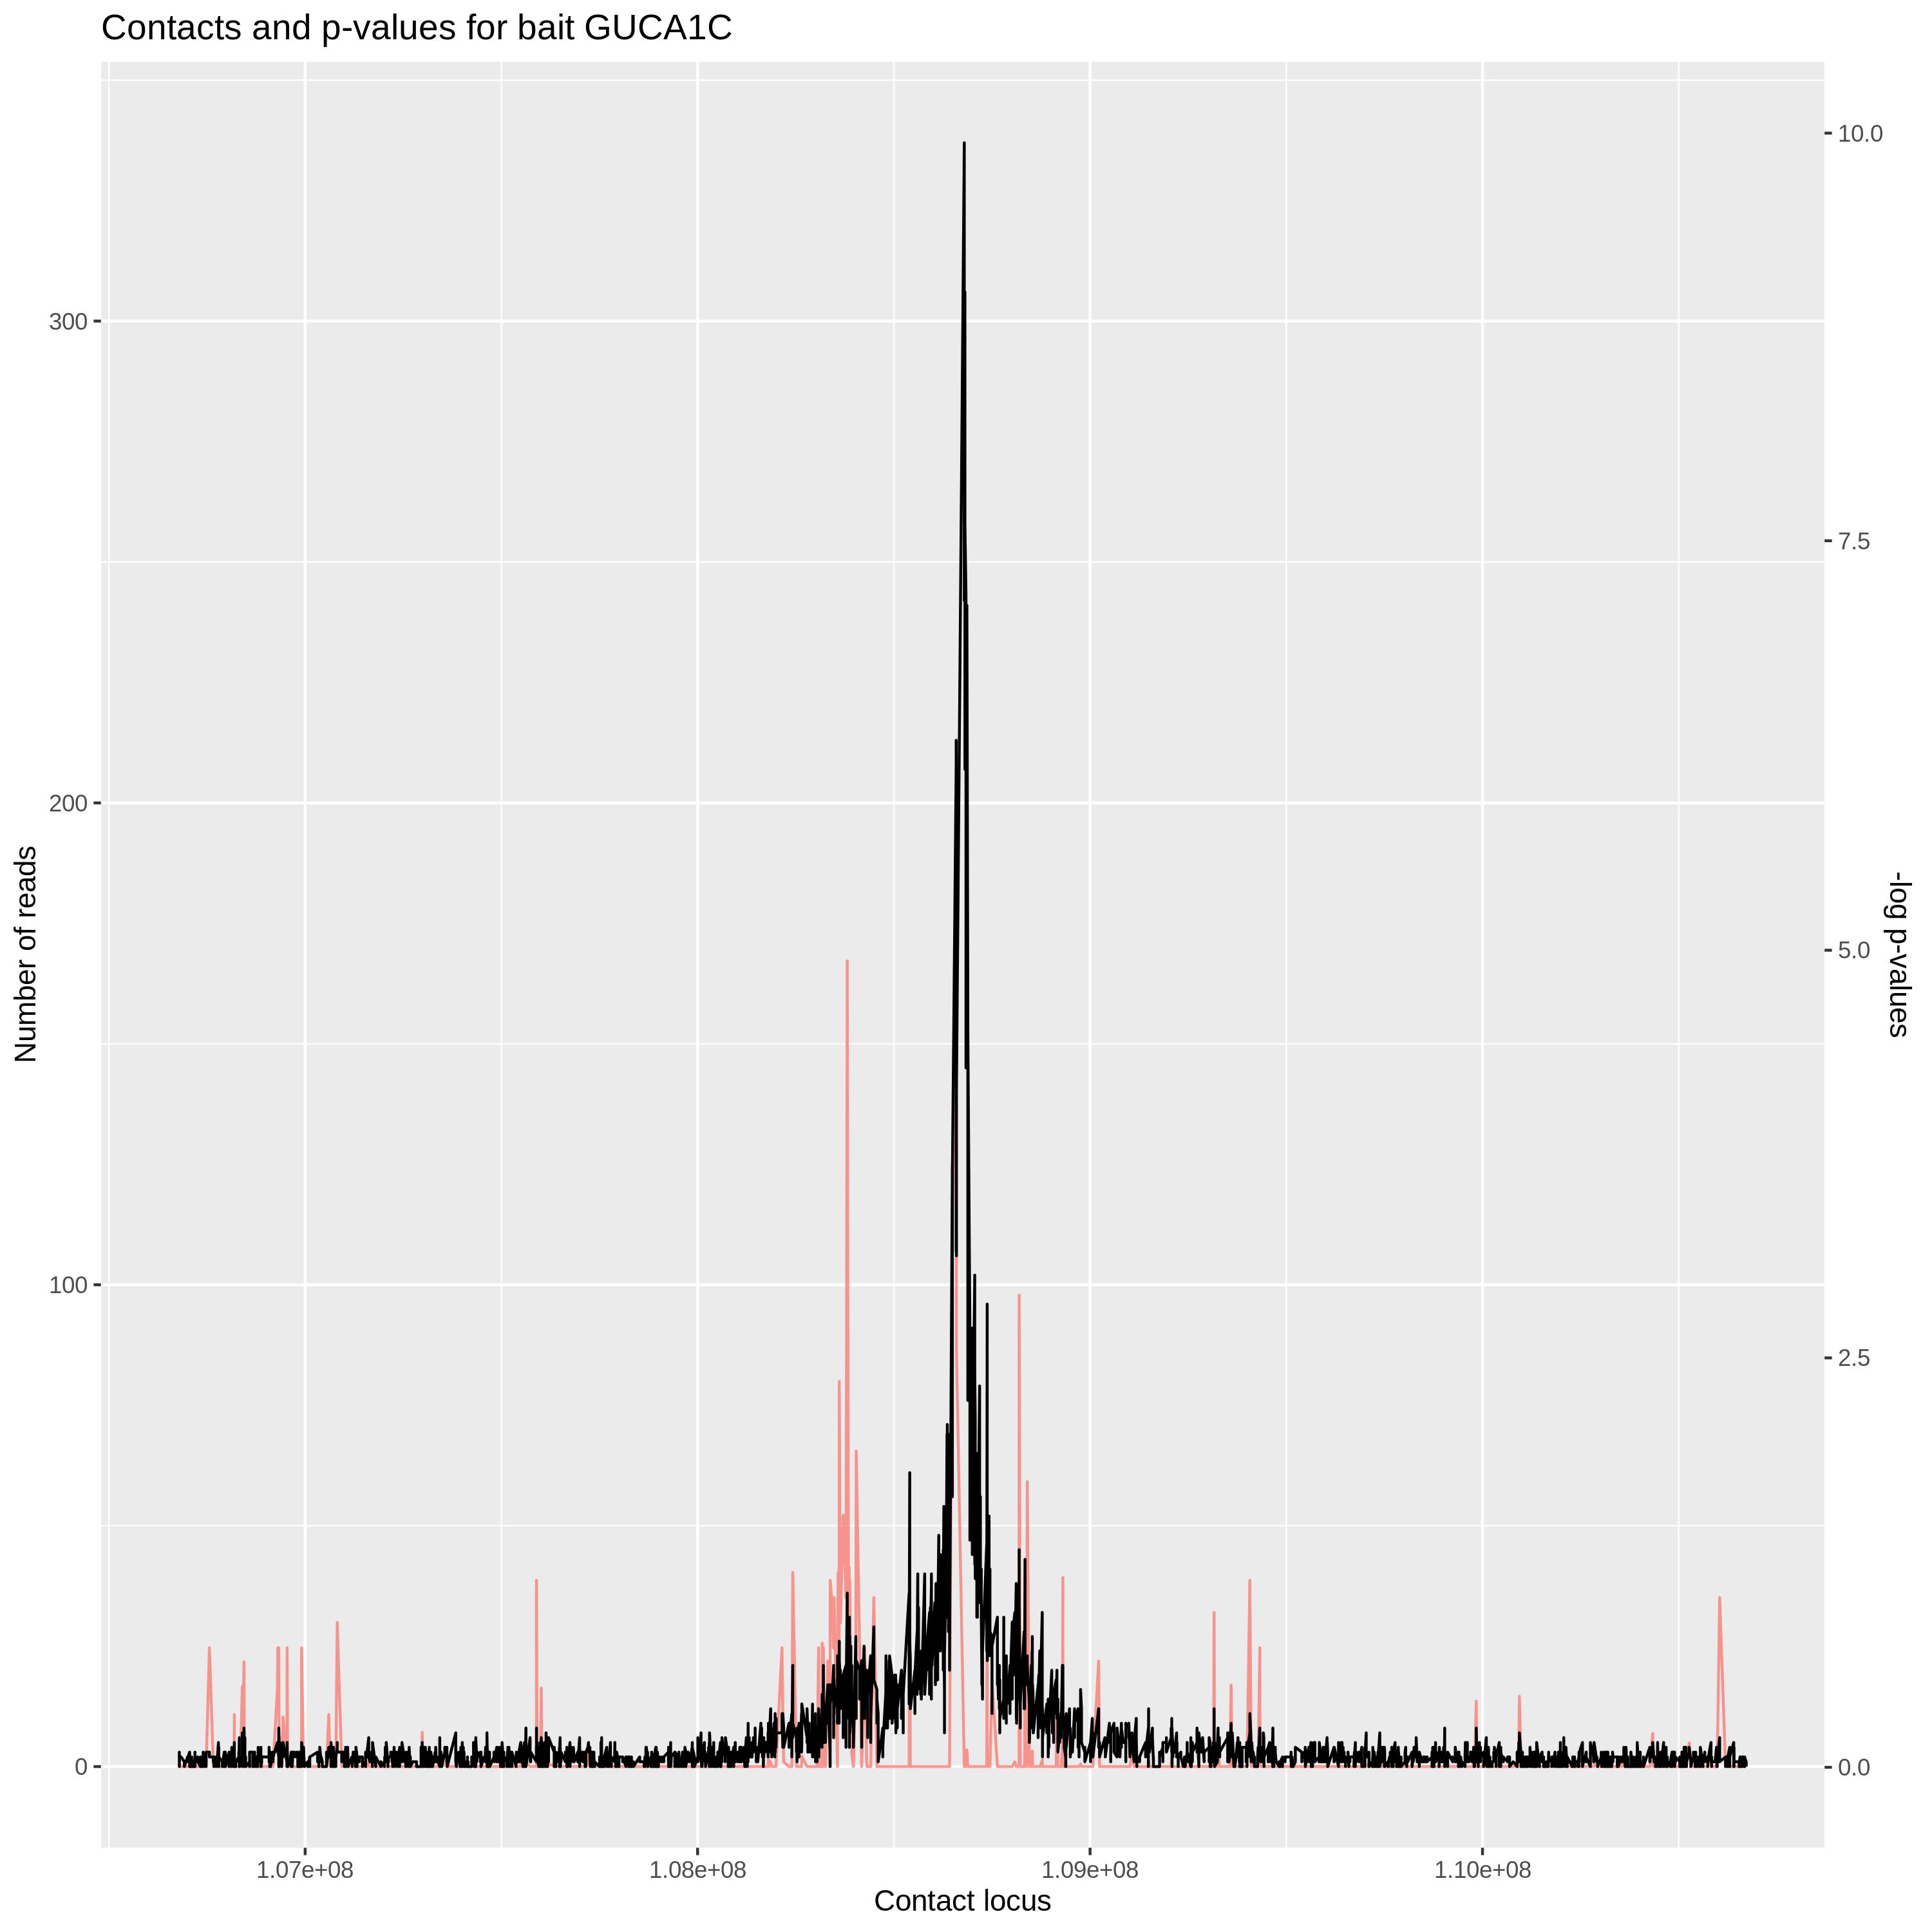 Contacts and p-values for bait GUCA1C
300
200
100
0
Number of reads
10.0
7.5
5.0
2.5
0.0
-log p-values
1.07e+08
1.08e+08
1.09e+08
1.10e+08
Contact locus